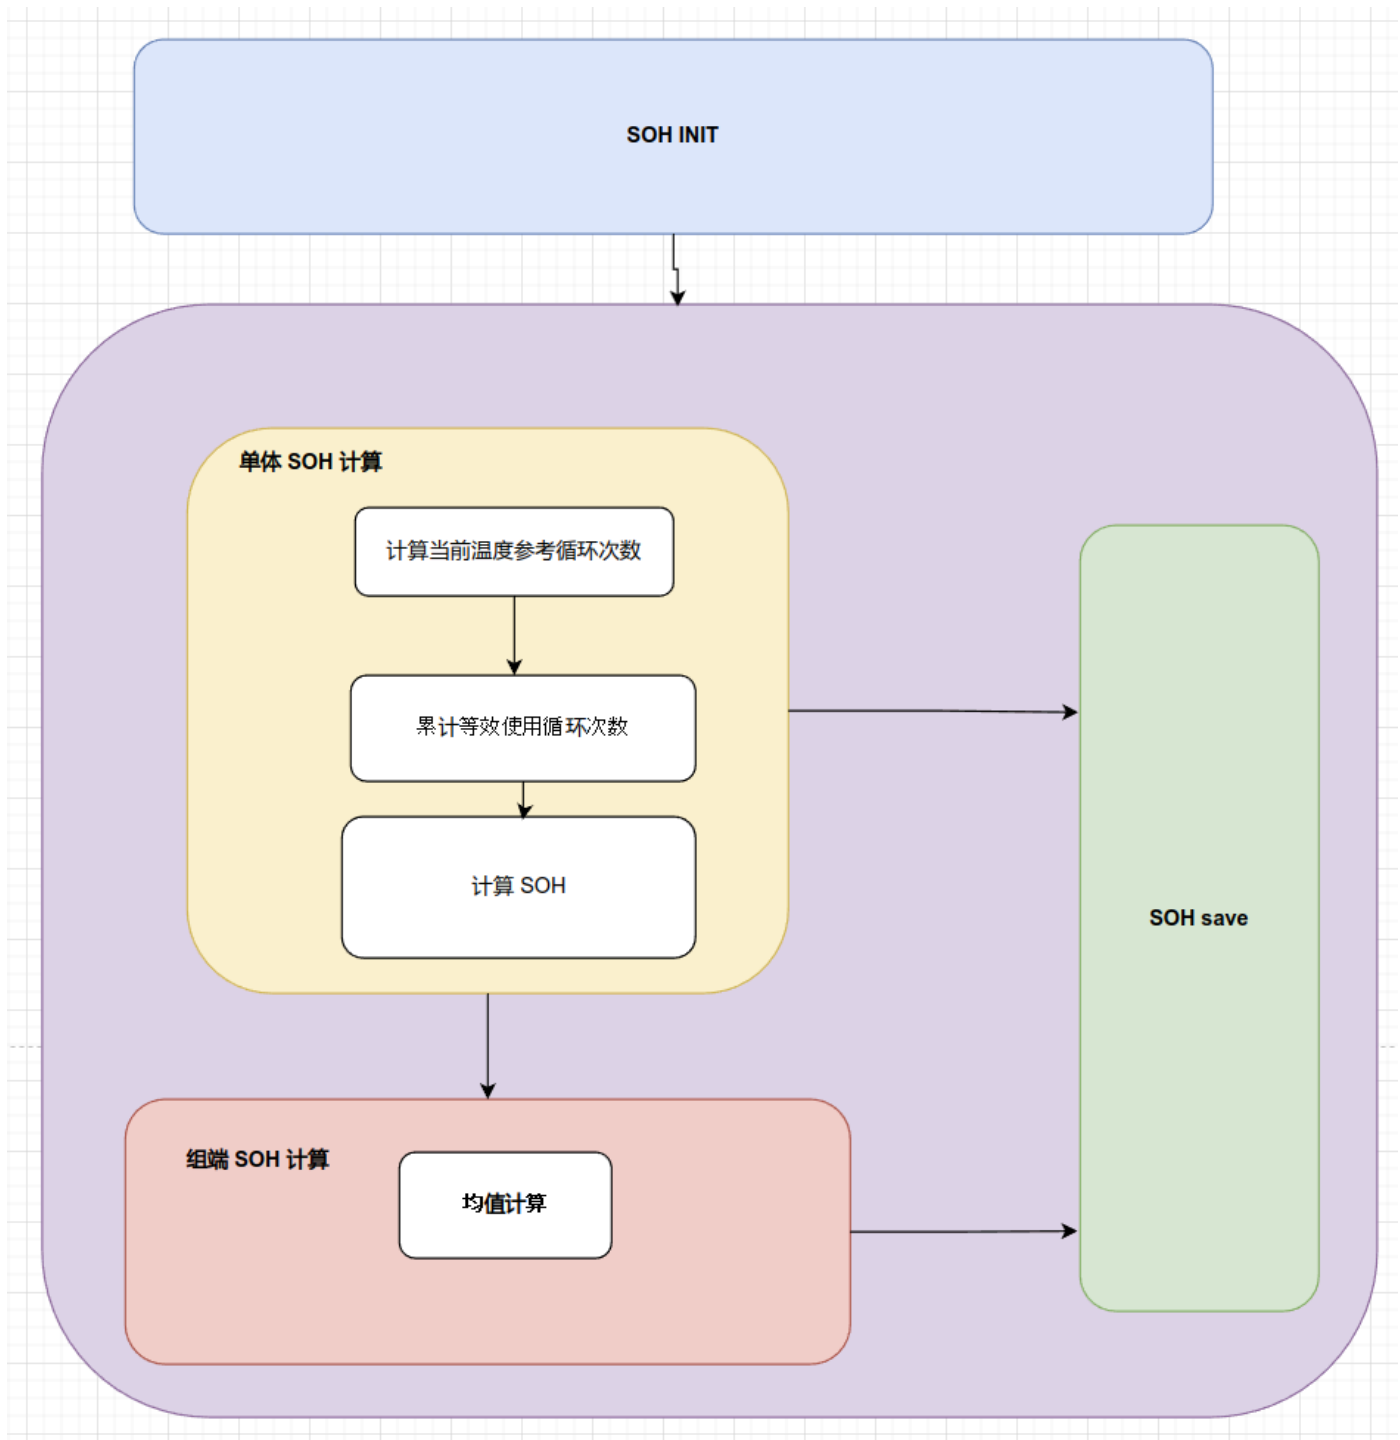 SOH INIT
单体 SOH 计算
计算当前温度参考循环次数
累计等效使用循环次数
计算 SOH
SOH save
组端 SOH 计算
均值计算